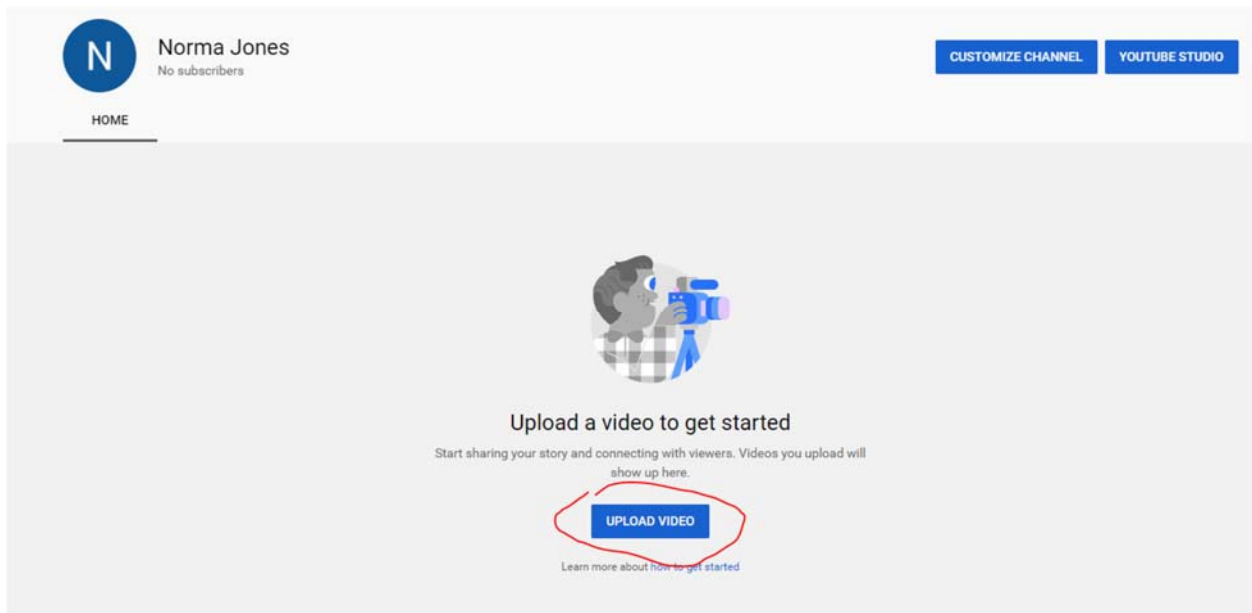 N
Norma Jones
No subscribers
CUSTOMIZE CHANNEL
YOUTUBE STUDIO
HOME
Upload a video to get started
Start sharing your story and connecting with viewers. Videos you upload will
show up here.
UPLOAD VIDEO
Learn more about how to get started